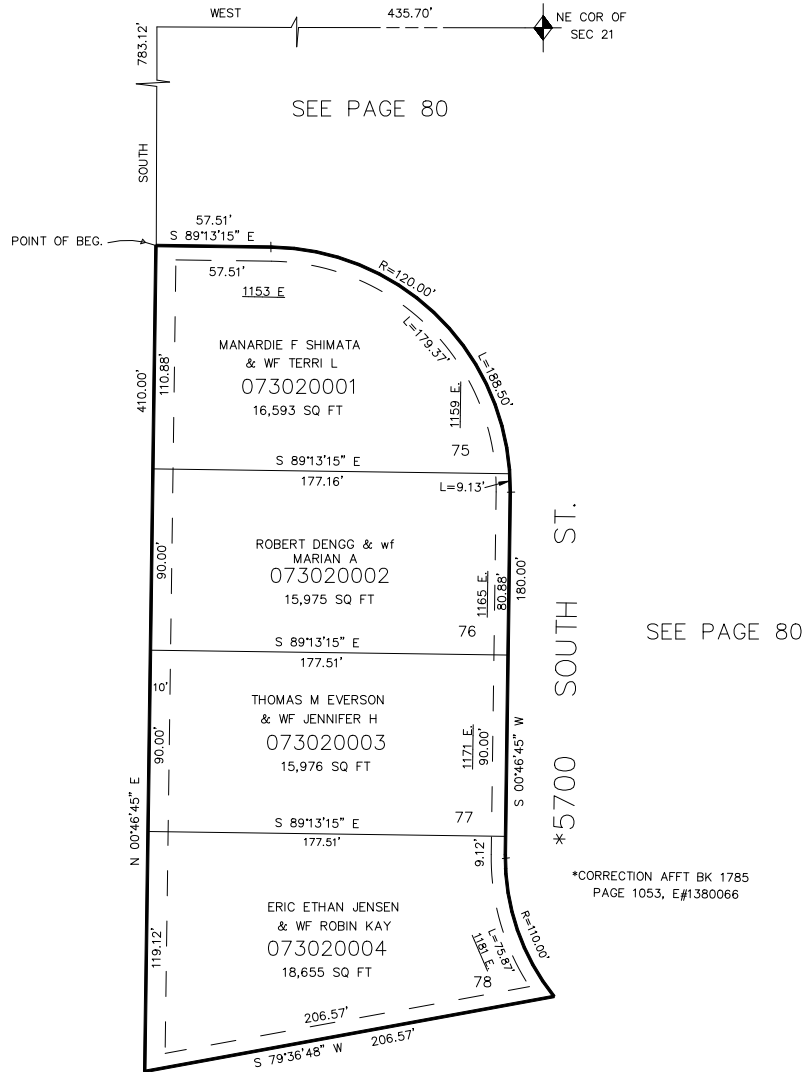 WEST
435.70'
NE COR OF
SEC 21
783.12'
SOUTH
SEE PAGE 80
POINT OF BEG.
57.51'
S 89°13'15" E
57.51'
1153 E
R=120.00'
L=179.37'
L=188.50'
MANARDIE F SHIMATA
& WF TERRI L
073020001
16,593 SQ FT
410.00'
110.88'
1159 E.
75
S 89°13'15" E
177.16'
L=9.13'
ROBERT DENGG & wf
MARIAN A
073020002
15,975 SQ FT
90.00'
1165 E.
80.88'
180.00'
76
S 89°13'15" E
177.51'
*5700 SOUTH ST.
SEE PAGE 80
10'
THOMAS M EVERSON
& WF JENNIFER H
073020003
15,976 SQ FT
90.00'
1171 E.
90.00'
S 00°46'45" W
77
N 00°46'45" E
S 89°13'15" E
177.51'
9.12'
*CORRECTION AFFT BK 1785
PAGE 1053, E#1380066
ERIC ETHAN JENSEN
& WF ROBIN KAY
073020004
18,655 SQ FT
119.12'
R=110.00'
L=75.87'
1181 E.
78
206.57'
S 79°36'48" W
206.57'